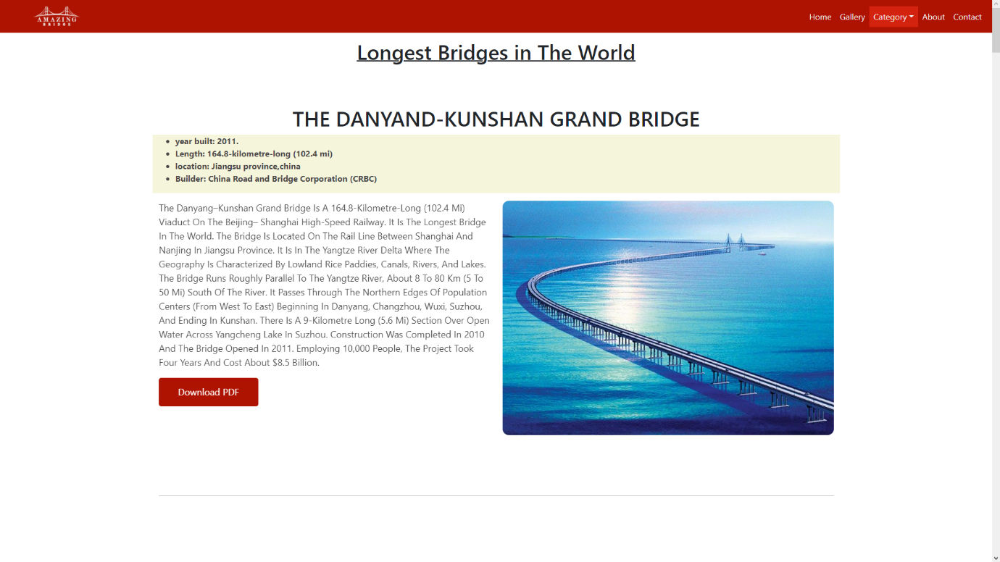 AMAZING
BRIDGE
Home Gallery Category About Contact
Longest Bridges in The World
THE DANYAND-KUNSHAN GRAND BRIDGE
year built: 2011.
Length: 164.8-kilometre-long (102.4 mi)
location: Jiangsu province,china
Builder: China Road and Bridge Corporation (CRBC)
The Danyang–Kunshan Grand Bridge Is A 164.8-Kilometre-Long (102.4 Mi)
Viaduct On The Beijing– Shanghai High-Speed Railway. It Is The Longest Bridge
In The World. The Bridge Is Located On The Rail Line Between Shanghai And
Nanjing In Jiangsu Province. It Is In The Yangtze River Delta Where The
Geography Is Characterized By Lowland Rice Paddies, Canals, Rivers, And Lakes.
The Bridge Runs Roughly Parallel To The Yangtze River, About 8 To 80 Km (5 To
50 Mi) South Of The River. It Passes Through The Northern Edges Of Population
Centers (From West To East) Beginning In Danyang, Changzhou, Wuxi, Suzhou,
And Ending In Kunshan. There Is A 9-Kilometre Long (5.6 Mi) Section Over Open
Water Across Yangcheng Lake In Suzhou. Construction Was Completed In 2010
And The Bridge Opened In 2011. Employing 10,000 People, The Project Took
Four Years And Cost About $8.5 Billion.
Download PDF